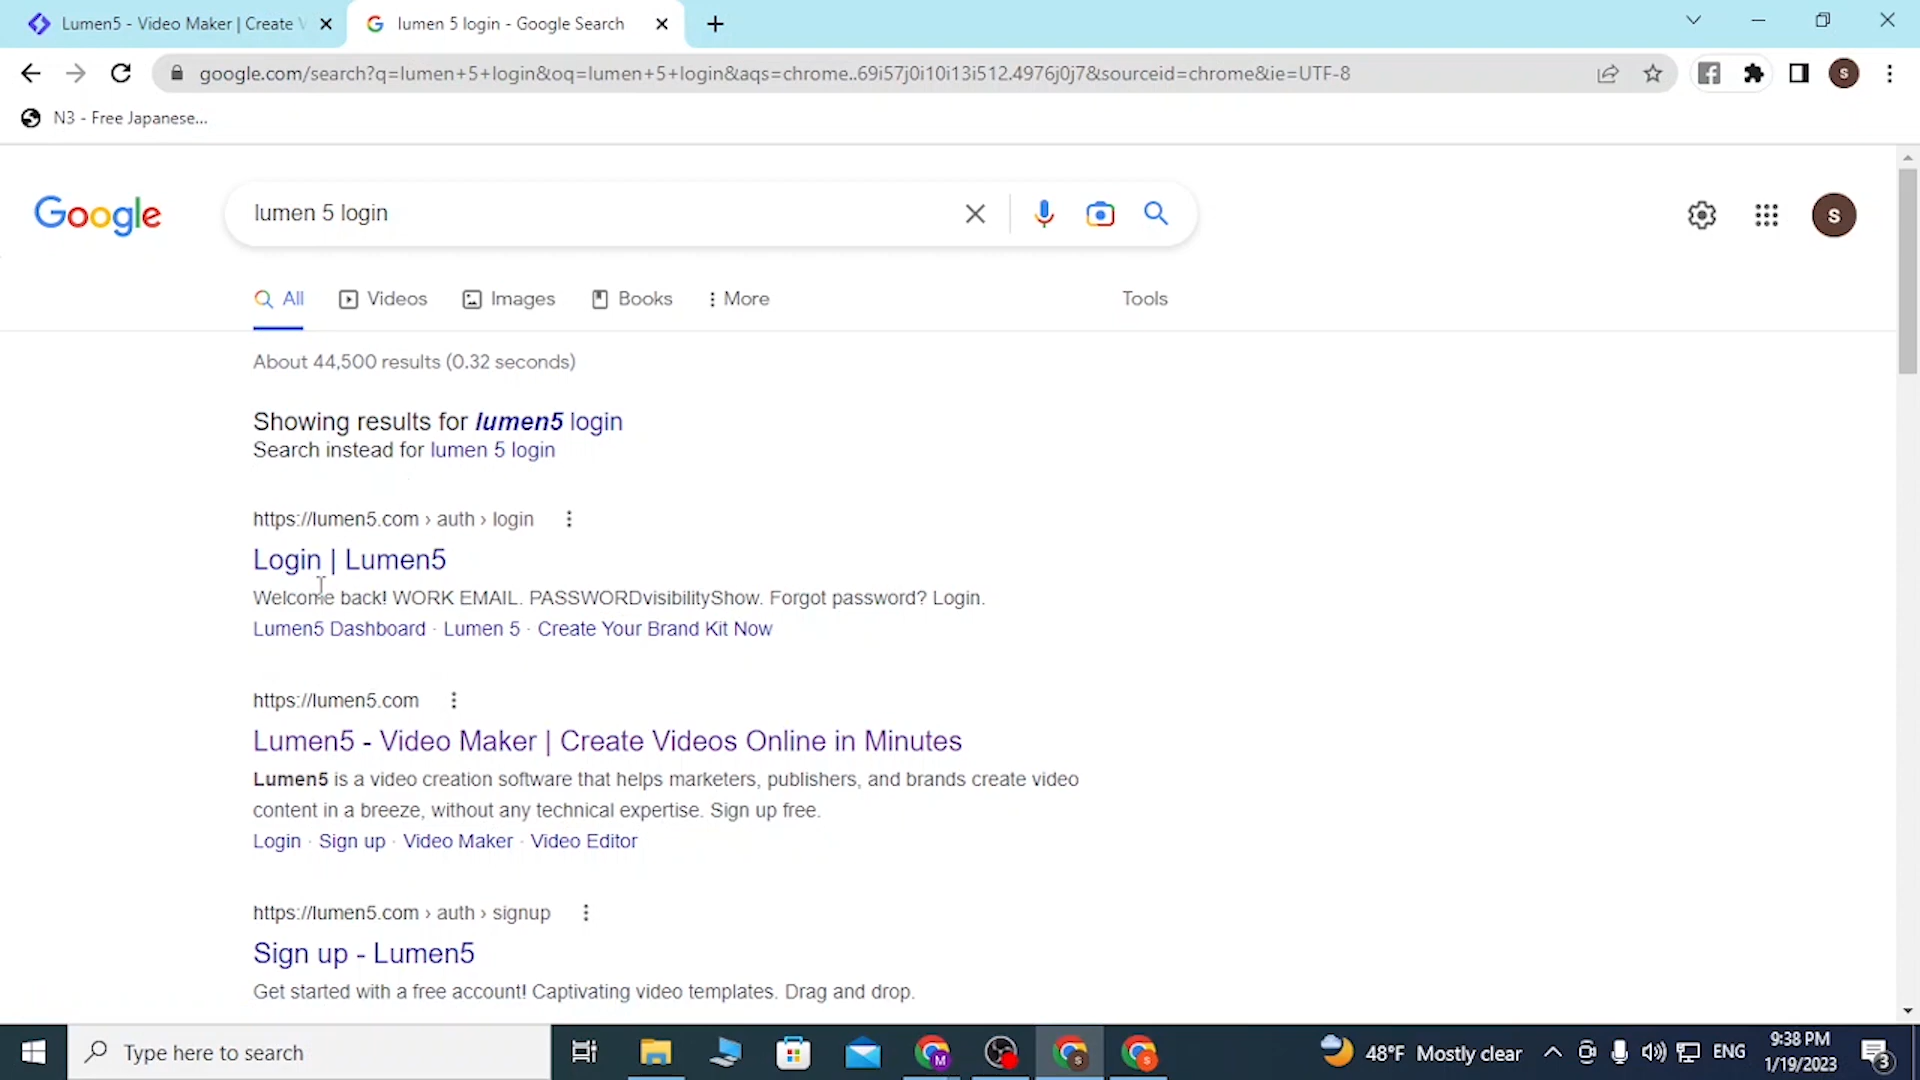 Lumen5 - Video Maker | Create V
lumen 5 login - Google Search
google.com/search?q=lumen+5+login&oq=lumen+5+login&aqs=chrome..69i57j0i10i13i512.4976j0j7&sourceid=chrome&ie=UTF-8
S
N3 - Free Japanese...
Google
lumen 5 login
S
All
Videos
Images
Books
More
Tools
About 44,500 results (0.32 seconds)
Showing results for lumen5 login
Search instead for lumen 5 login
https://lumen5.com › auth › login
Login | Lumen5
Welcome back! WORK EMAIL. PASSWORDvisibilityShow. Forgot password? Login.
Lumen5 Dashboard · Lumen 5 · Create Your Brand Kit Now
https://lumen5.com
Lumen5 - Video Maker | Create Videos Online in Minutes
Lumen5 is a video creation software that helps marketers, publishers, and brands create video
content in a breeze, without any technical expertise. Sign up free.
Login · Sign up · Video Maker · Video Editor
https://lumen5.com › auth › signup
Sign up - Lumen5
Get started with a free account! Captivating video templates. Drag and drop.
Type here to search
M
S
S
48°F Mostly clear
ENG
9:38 PM
1/19/2023
3